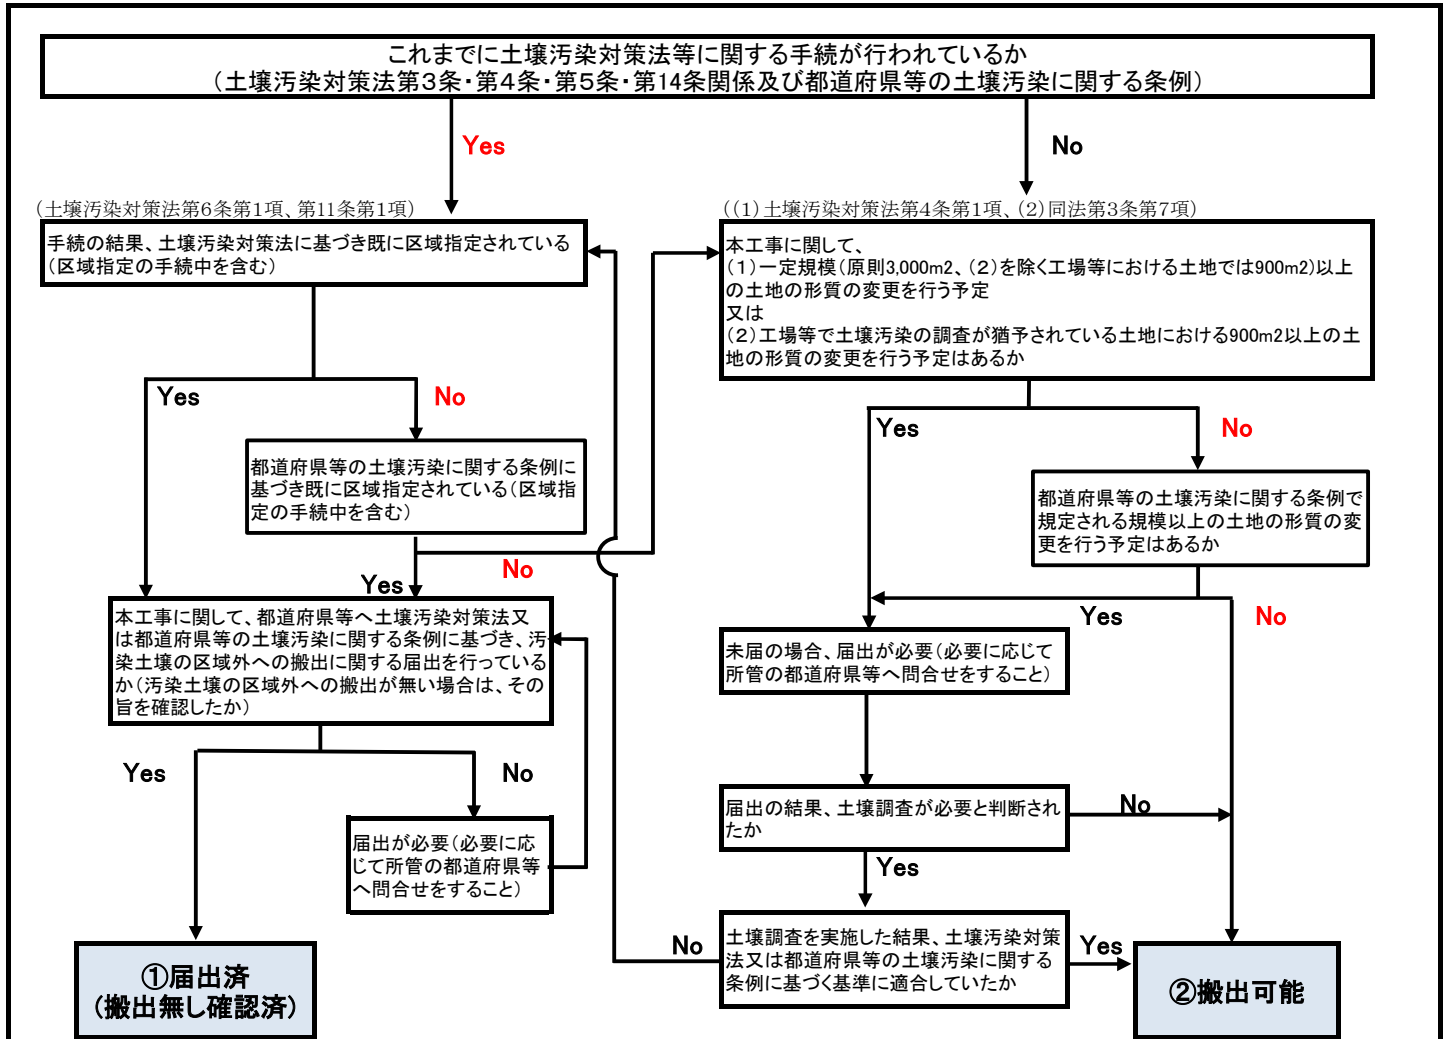 これまでに土壌汚染対策法等に関する手続が行われているか
（土壌汚染対策法第3条・第4条・第5条・第14条関係及び都道府県等の土壌汚染に関する条例）
Yes
No
（土壌汚染対策法第6条第1項、第11条第1項）
手続の結果、土壌汚染対策法に基づき既に区域指定されている
（区域指定の手続中を含む）
（(1)土壌汚染対策法第4条第1項、(2)同法第3条第7項）
本工事に関して、
（1）一定規模（原則3,000m2、（2）を除く工場等における土地では900m2）以上
の土地の形質の変更を行う予定
又は
（2）工場等で土壌汚染の調査が猶予されている土地における900m2以上の土
地の形質の変更を行う予定はあるか
Yes
No
Yes
No
都道府県等の土壌汚染に関する条例に
基づき既に区域指定されている（区域指
定の手続中を含む）
都道府県等の土壌汚染に関する条例で
規定される規模以上の土地の形質の変
更を行う予定はあるか
No
Yes
Yes
No
本工事に関して、都道府県等へ土壌汚染対策法又
は都道府県等の土壌汚染に関する条例に基づき、汚
染土壌の区域外への搬出に関する届出を行っている
か（汚染土壌の区域外への搬出が無い場合は、その
旨を確認したか）
未届の場合、届出が必要（必要に応じて
所管の都道府県等へ問合せをすること）
Yes
No
届出が必要（必要に応
じて所管の都道府県等
へ問合せをすること）
届出の結果、土壌調査が必要と判断され
たか
No
Yes
土壌調査を実施した結果、土壌汚染対策
法又は都道府県等の土壌汚染に関する
条例に基づく基準に適合していたか
No
Yes
①届出済
（搬出無し確認済）
②搬出可能